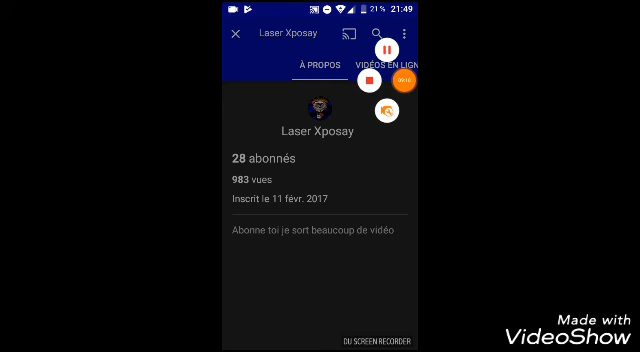 21 % 21:49
Laser Xposay
À PROPOS VIDÉOS EN LIGN
Laser Xposay
28 abonnés
983 vues
Inscrit le 11 févr. 2017
Abonne toi je sort beaucoup de vidéo
DU SCREEN RECORDER
Made with
VideoShow